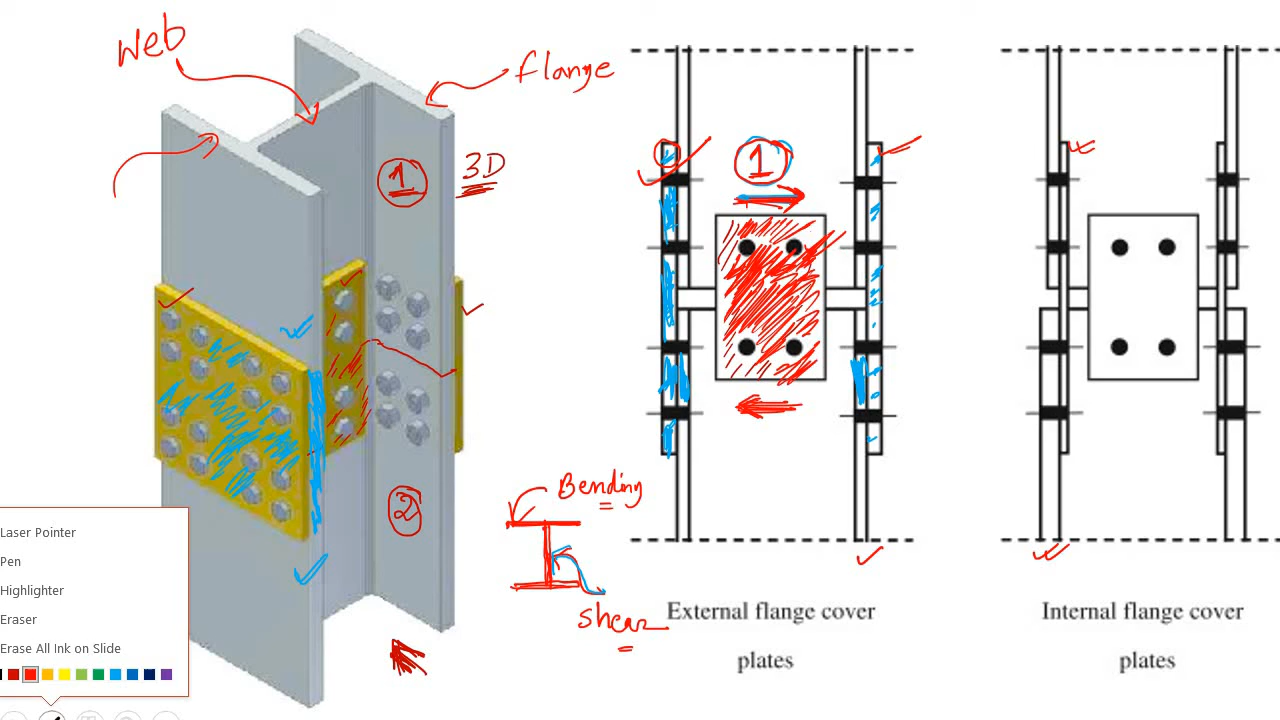 Web
flange
1
3D
2
1
Bending
shear
External flange cover
plates
Internal flange cover
plates
Laser Pointer
Pen
Highlighter
Eraser
Erase All Ink on Slide